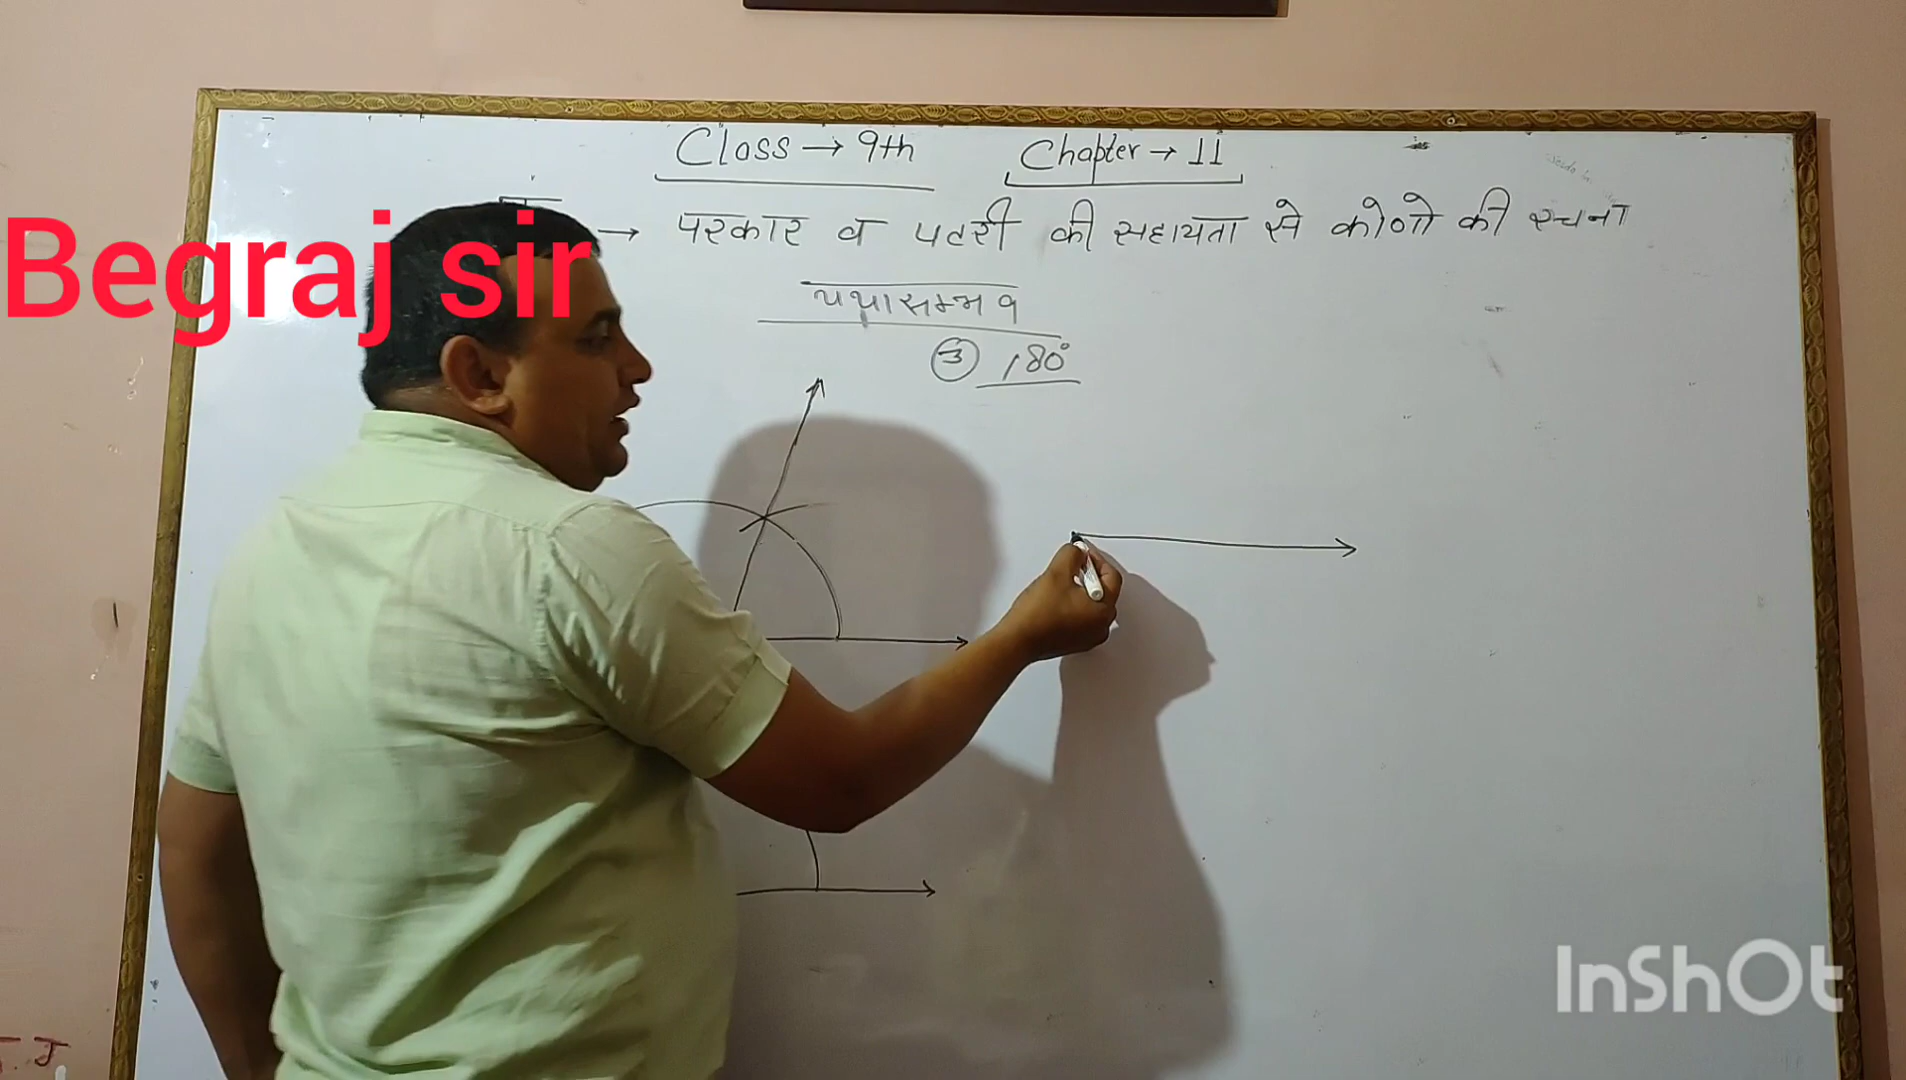 Class → 9th Chapter → 11
Begraj sir
→ परकार व पटरी की सहायता से कोणो की रचना
③ 180°
InShOt